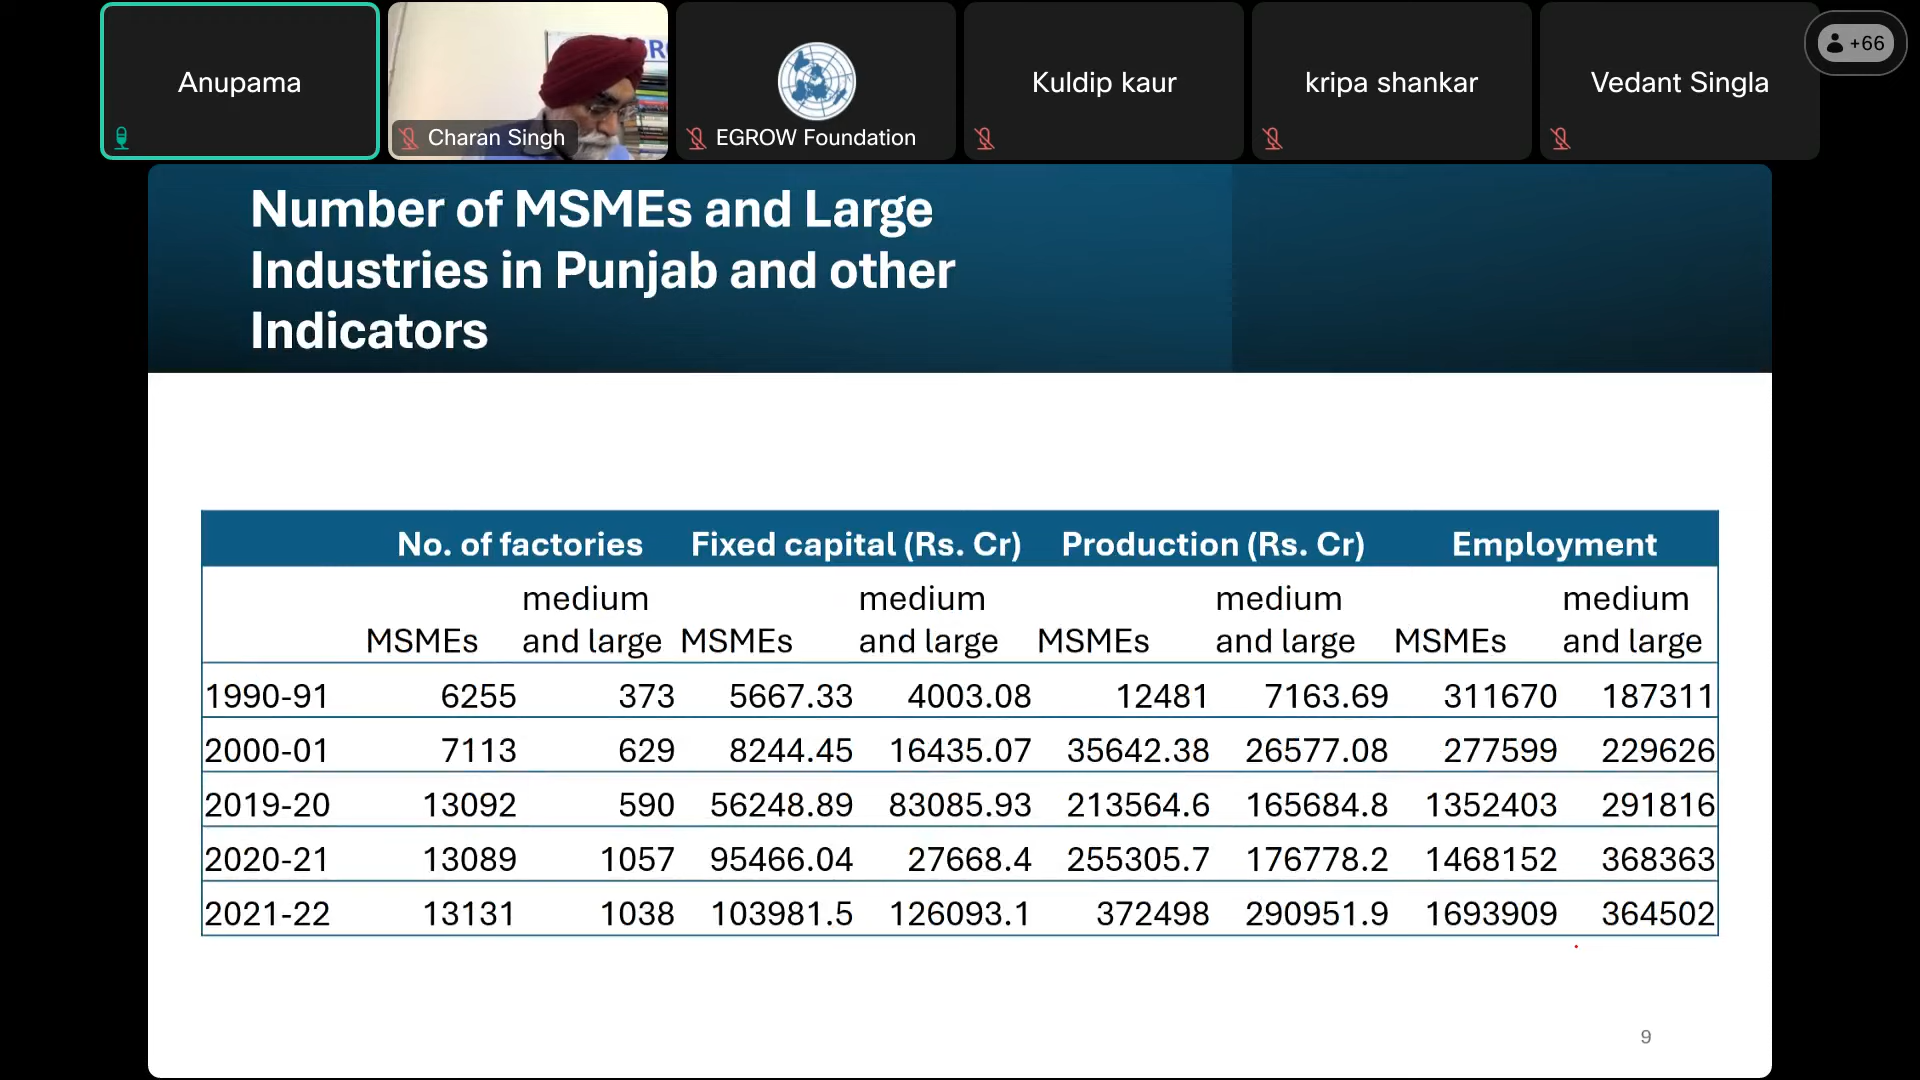 Anupama
Charan Singh
EGROW Foundation
Kuldip kaur
kripa shankar
Vedant Singla
+66
Number of MSMEs and Large
Industries in Punjab and other
Indicators
No. of factories Fixed capital (Rs. Cr) Production (Rs. Cr) Employment
MSMEs medium and large MSMEs medium and large MSMEs medium and large MSMEs medium and large
1990-91 6255 373 5667.33 4003.08 12481 7163.69 311670 187311
2000-01 7113 629 8244.45 16435.07 35642.38 26577.08 277599 229626
2019-20 13092 590 56248.89 83085.93 213564.6 165684.8 1352403 291816
2020-21 13089 1057 95466.04 27668.4 255305.7 176778.2 1468152 368363
2021-22 13131 1038 103981.5 126093.1 372498 290951.9 1693909 364502
9